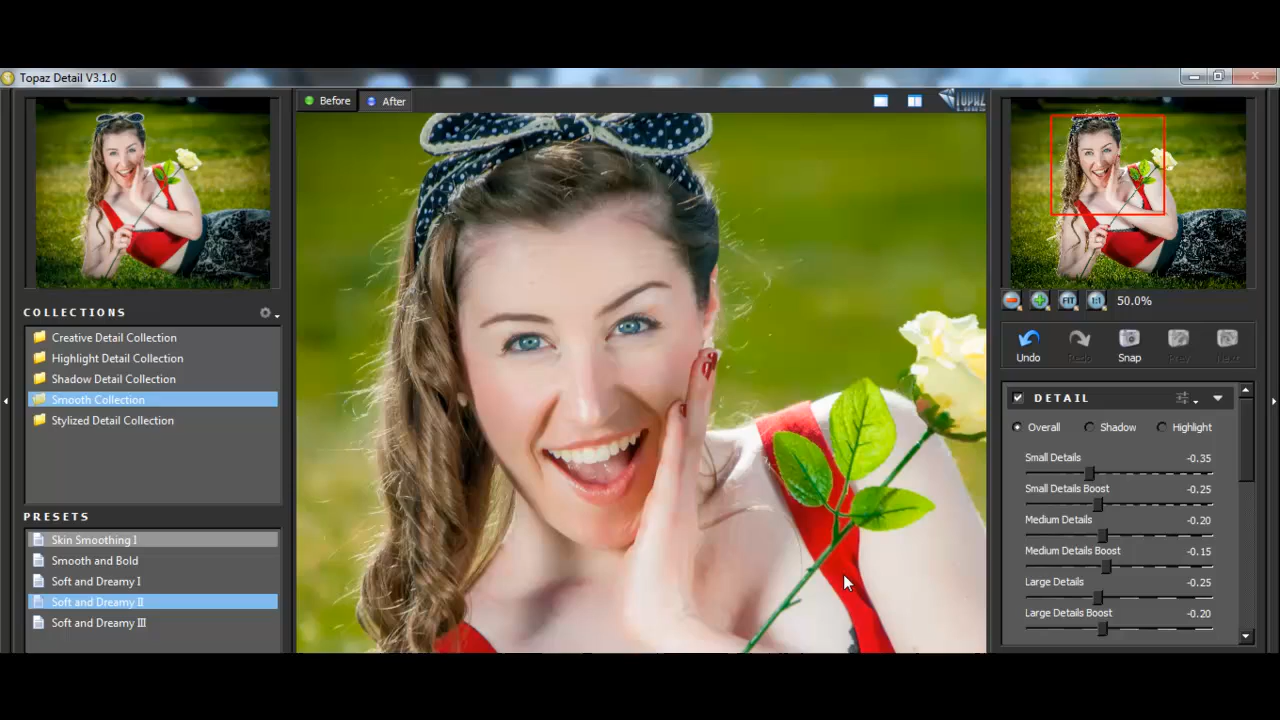 Topaz Detail V3.1.0
Before
After
TOPAZ
COLLECTIONS
Creative Detail Collection
Highlight Detail Collection
Shadow Detail Collection
Smooth Collection
Stylized Detail Collection
PRESETS
Skin Smoothing I
Smooth and Bold
Soft and Dreamy I
Soft and Dreamy II
Soft and Dreamy III
FIT
1:1
50.0%
Undo
Redo
Snap
Prev
Next
DETAIL
Overall
Shadow
Highlight
Small Details -0.35
Small Details Boost -0.25
Medium Details -0.20
Medium Details Boost -0.15
Large Details -0.25
Large Details Boost -0.20